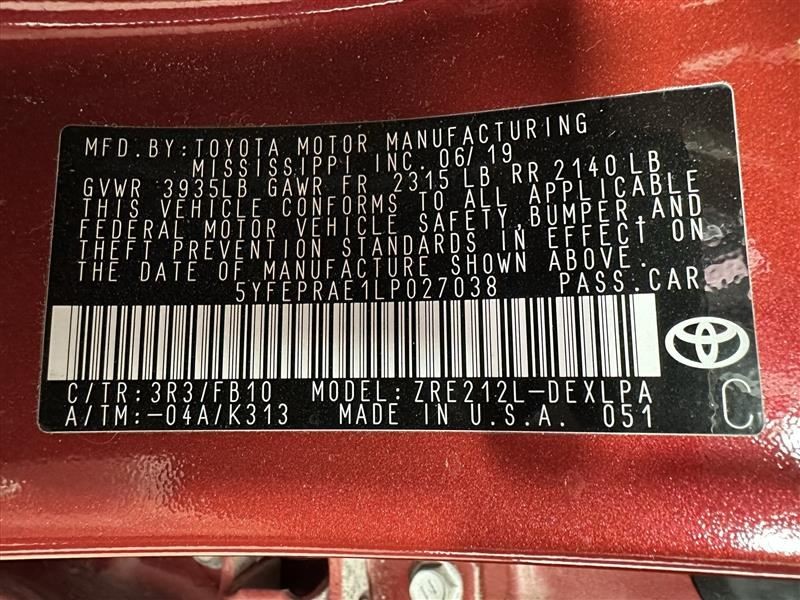 MFD.BY:TOYOTA MOTOR MANUFACTURING
MISSISSIPPI INC. 06/19
GVWR 3935LB GAWR FR 2315 LB RR 2140 LB
THIS VEHICLE CONFORMS TO ALL APPLICABLE
FEDERAL MOTOR VEHICLE SAFETY,BUMPER,AND
THEFT PREVENTION STANDARDS IN EFFECT ON
THE DATE OF MANUFACTURE SHOWN ABOVE.
5YFEPRAE1LP027038 PASS.CAR
C/TR:3R3/FB10 MODEL:ZRE212L-DEXLPA
A/TM:-04A/K313 MADE IN U.S.A. 051
C